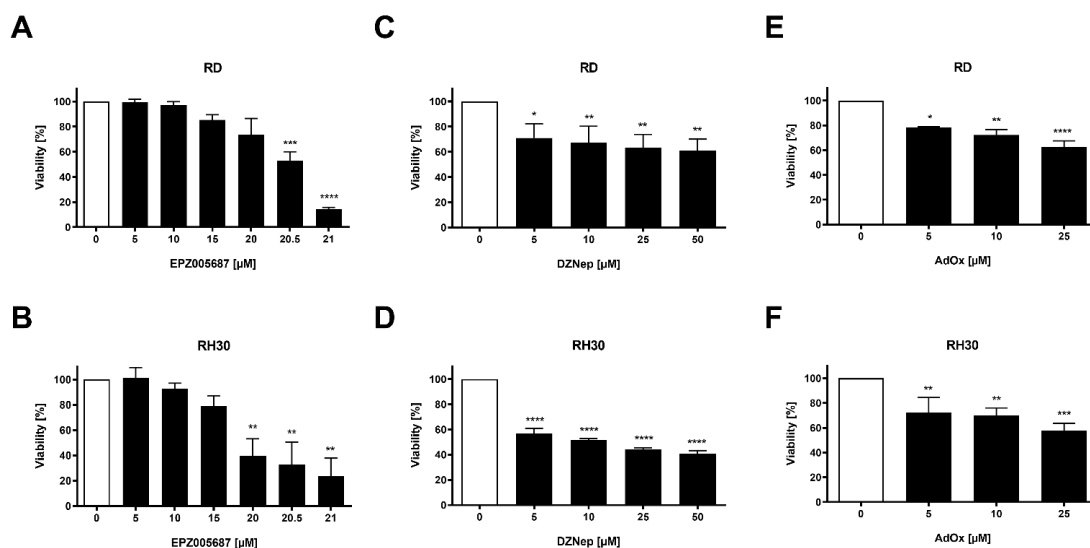 A
RD
Viability [%]
100
80
60
40
20
0
***
****
0 5 10 15 20 20.5 21
EPZ005687 [µM]
C
RD
Viability [%]
100
80
60
40
20
0
* ** ** **
0 5 10 25 50
DZNep [µM]
E
RD
Viability [%]
100
80
60
40
20
0
* ** ****
0 5 10 25
AdOx [µM]
B
RH30
Viability [%]
100
80
60
40
20
0
** ** **
0 5 10 15 20 20.5 21
EPZ005687 [µM]
D
RH30
Viability [%]
100
80
60
40
20
0
**** **** **** ****
0 5 10 25 50
DZNep [µM]
F
RH30
Viability [%]
100
80
60
40
20
0
** ** ***
0 5 10 25
AdOx [µM]